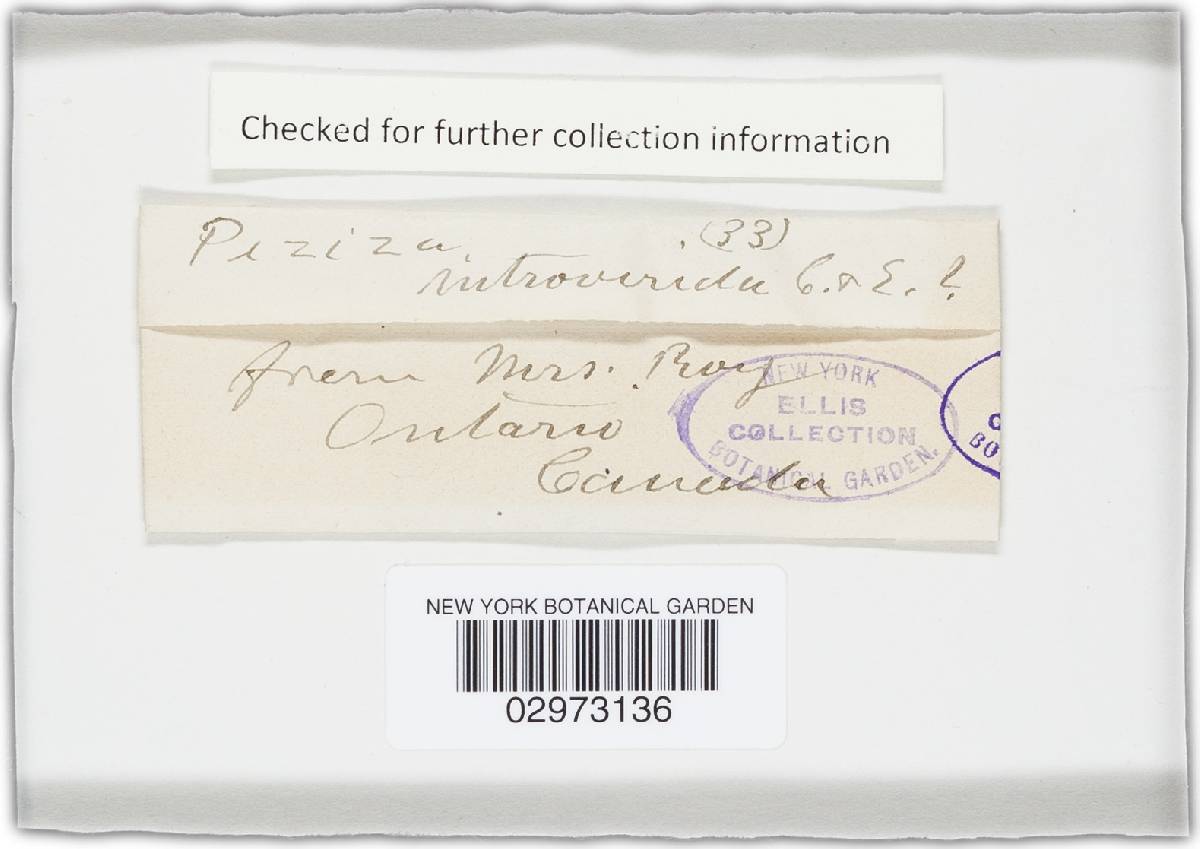 Checked for further collection information
Peziza (33)
introverida C. & E. ?
from Mrs. Roy
Ontario
Canada
NEW YORK
ELLIS
COLLECTION
BOTANICAL GARDEN.
NEW YORK BOTANICAL GARDEN
02973136